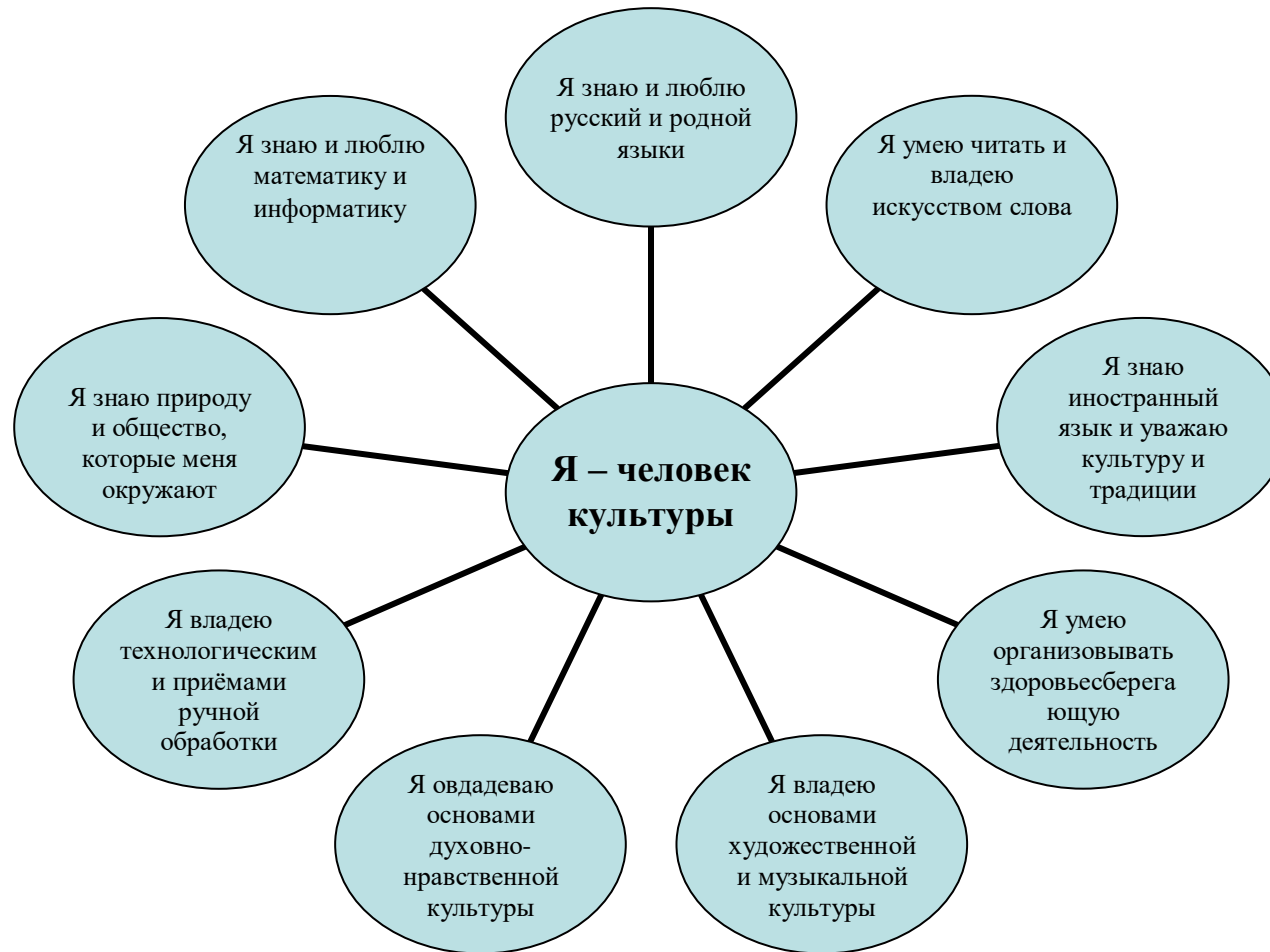 Я знаю и люблю
русский и родной
языки
Я умею читать и
владею
искусством слова
Я знаю
иностранный
язык и уважаю
культуру и
традиции
Я умею
организовывать
здоровьесберега
ющую
деятельность
Я владею
основами
художественной
и музыкальной
культуры
Я овдадеваю
основами
духовно-
нравственной
культуры
Я владею
технологическим
и приёмами
ручной
обработки
Я знаю природу
и общество,
которые меня
окружают
Я знаю и люблю
математику и
информатику
Я – человек
культуры